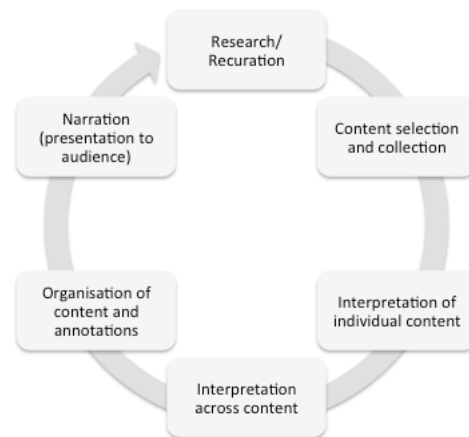 Research/
Recuration
Content selection
and collection
Interpretation of
individual content
Interpretation
across content
Organisation of
content and
annotations
Narration
(presentation to
audience)